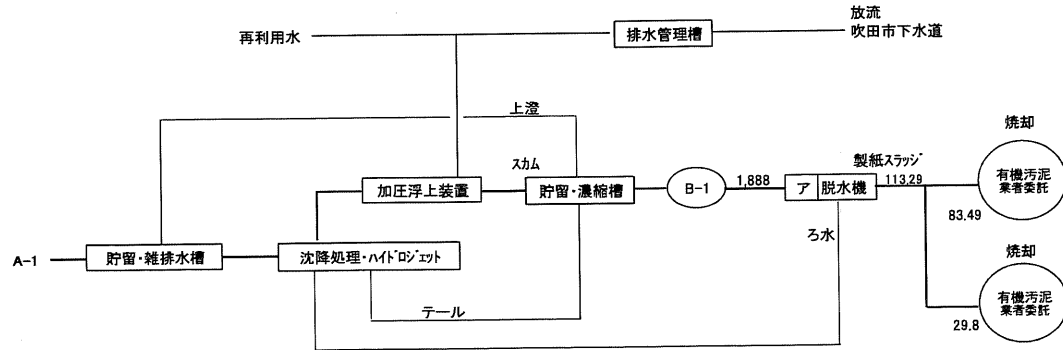 放流
再利用水
排水管理槽
吹田市下水道
上澄
焼却
スカム
製紙スラッジ
加圧浮上装置
貯留・濃縮槽
B-1
1,888
ア
脱水機
113.29
有機汚泥
業者委託
83.49
ろ水
A-1
貯留・雑排水槽
沈降処理・ハイドロジェット
焼却
テール
有機汚泥
業者委託
29.8